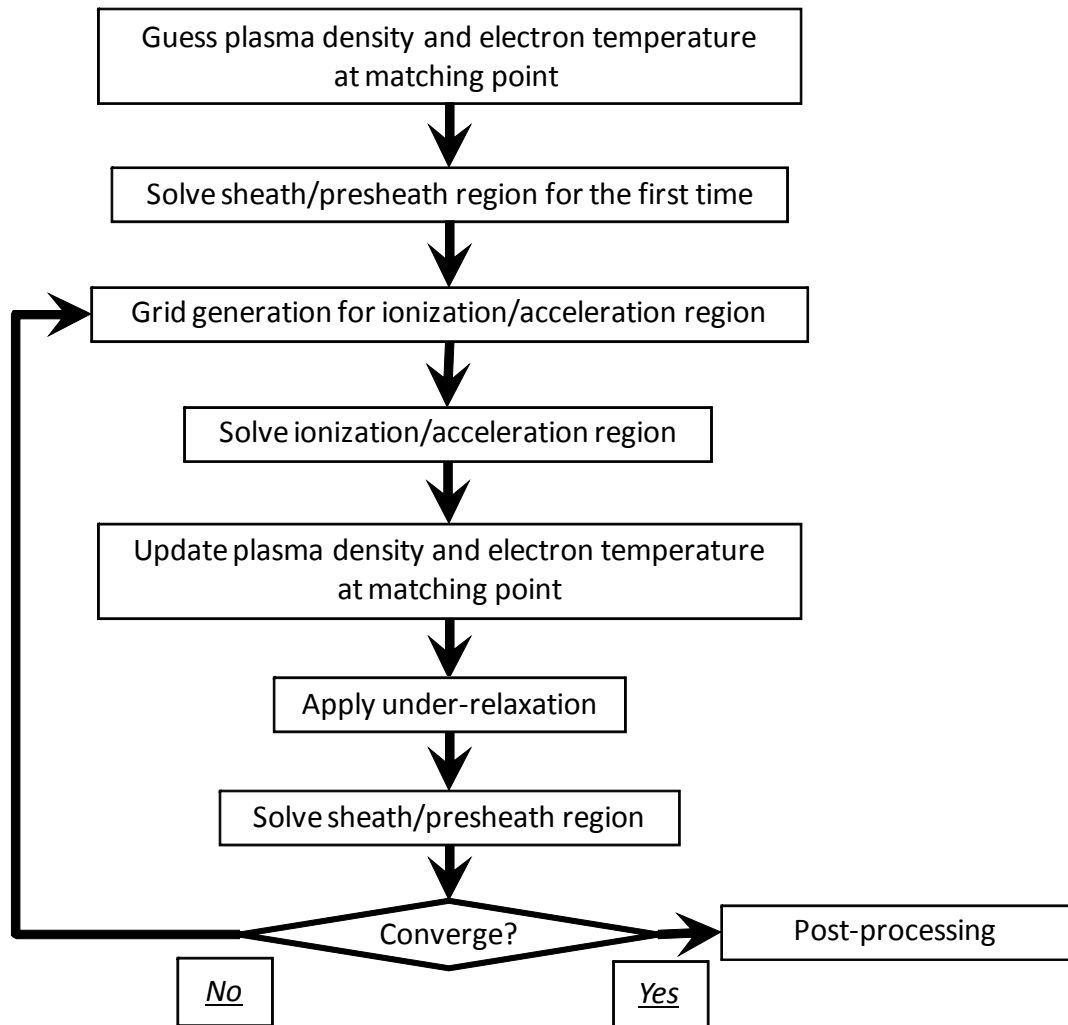 Guess plasma density and electron temperature
at matching point
Solve sheath/presheath region for the first time
Grid generation for ionization/acceleration region
Solve ionization/acceleration region
Update plasma density and electron temperature
at matching point
Apply under-relaxation
Solve sheath/presheath region
Converge?
Post-processing
No
Yes